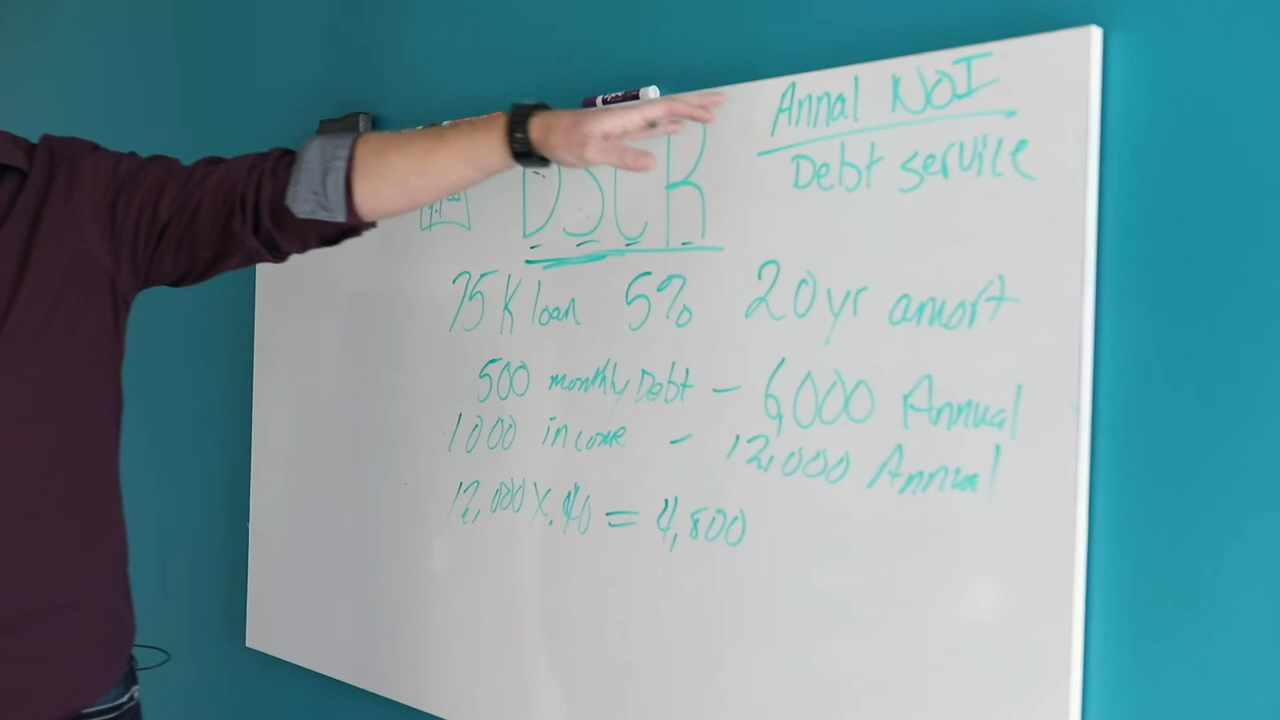 Annal NOI
Debt service
DSCR
75K loan 5% 20yr amort
500 monthly Debt - 6,000 Annual
1000 income - 12,000 Annual
12,000 X .40 = 4,800